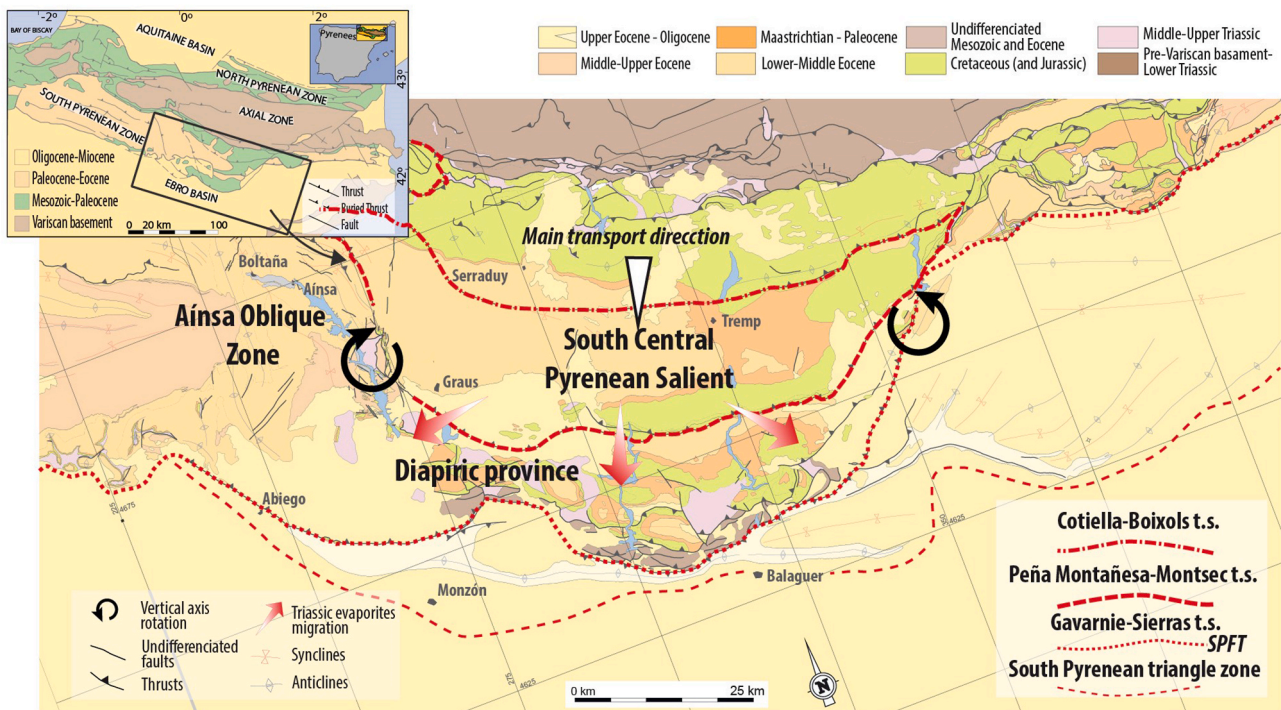 -2°
0°
2°
BAY OF BISCAY
AQUITAINE BASIN
Pyrenees
43°
NORTH PYRENEAN ZONE
SOUTH PYRENEAN ZONE
AXIAL ZONE
42°
EBRO BASIN
Oligocene-Miocene
Paleocene-Eocene
Mesozoic-Paleocene
Variscan basement
0 20 km 100
Thrust
Buried Thrust
Fault
Upper Eocene - Oligocene
Maastrichtian - Paleocene
Undifferenciated
Mesozoic and Eocene
Middle-Upper Triassic
Middle-Upper Eocene
Lower-Middle Eocene
Cretaceous (and Jurassic)
Pre-Variscan basament-
Lower Triassic
Main transport direcction
Boltaña
Aínsa
Serraduy
Tremp
Aínsa Oblique
Zone
South Central
Pyrenean Salient
Graus
Diapiric province
Abiego
4675
4625
Monzón
Balaguer
275
4625
Vertical axis
rotation
Triassic evaporites
migration
Undifferenciated
faults
Synclines
Thrusts
Anticlines
0 km
25 km
N
Cotiella-Boixols t.s.
Peña Montañesa-Montsec t.s.
Gavarnie-Sierras t.s.
SPFT
South Pyrenean triangle zone